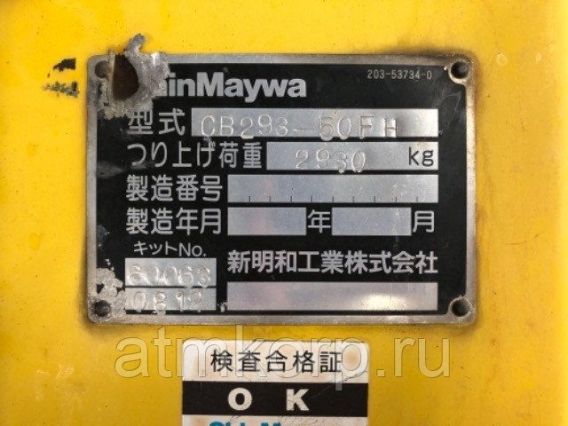 203-53734-0
inMaywa
型式 CB293-50FH
つり上げ荷重 2930 kg
製造番号
製造年月 年 月
キットNo.
新明和工業株式会社
検査合格証
OK
www.atmkorp.ru